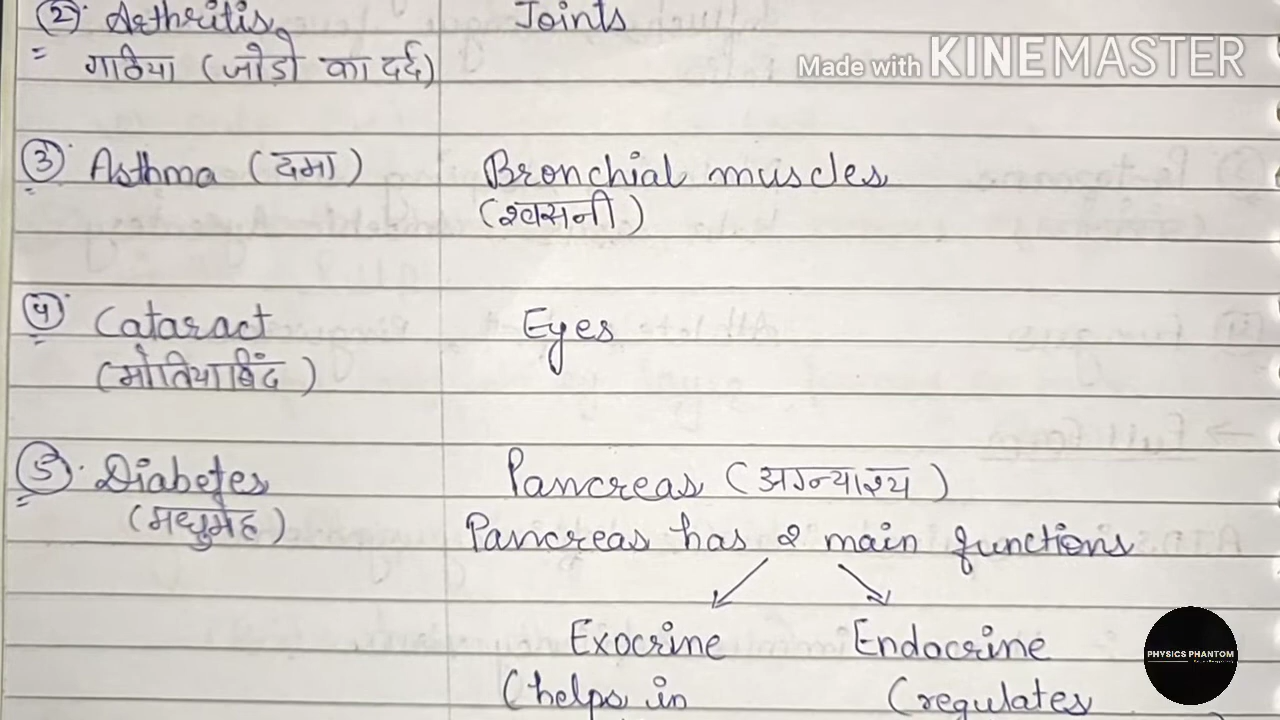 (2) Arthritis Joints
गठिया (जोडो का दर्द)
Made with KINEMASTER
(3) Asthma (दमा) Bronchial muscles
(श्वसनी)
(4) Cataract Eyes
(मोतियाबिंद)
(5) Diabetes Pancreas (अग्न्याश्य)
(मधुमेह) Pancreas has 2 main functions
Exocrine Endocrine
(helps in (regulates
PHYSICS PHANTOM